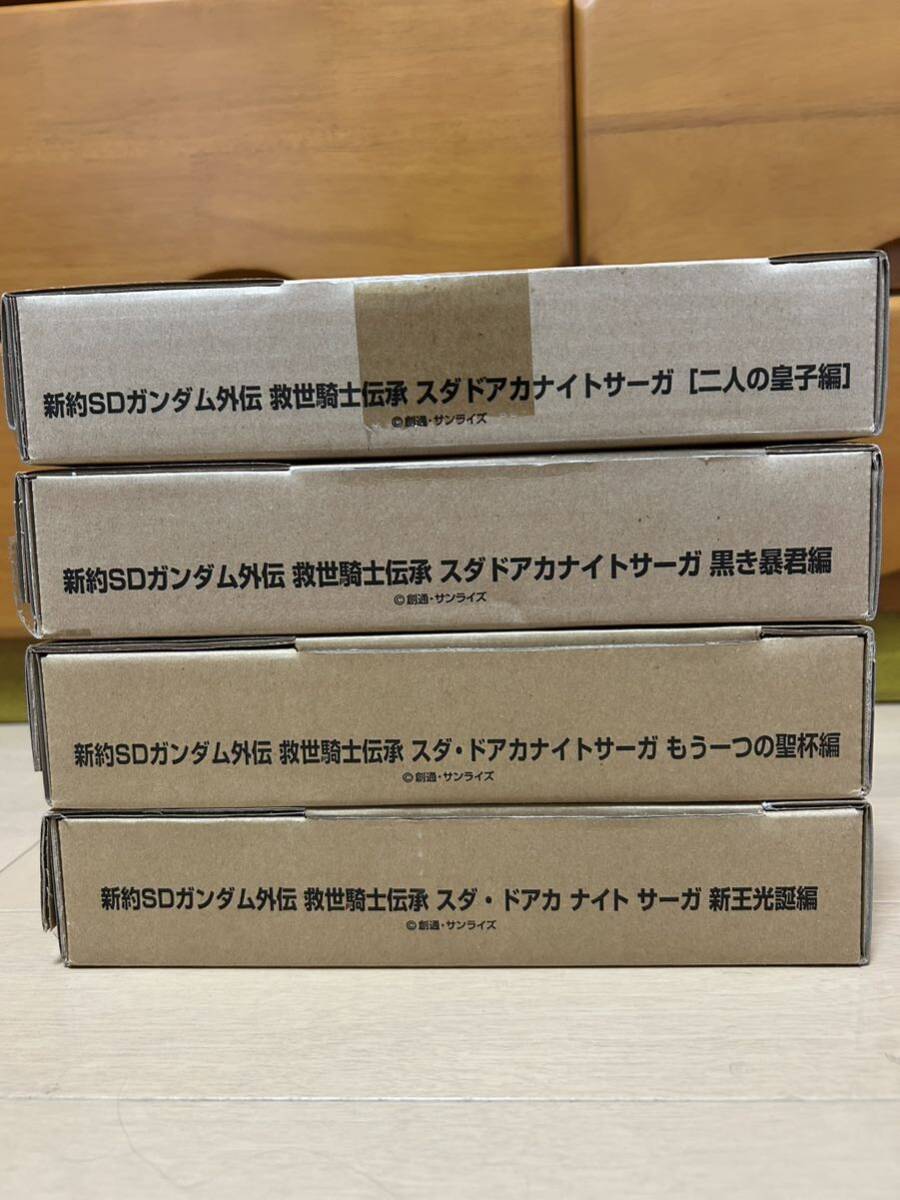 新約SDガンダム外伝 救世騎士伝承 スダドアカナイトサーガ [二人の皇子編]
©創通・サンライズ
新約SDガンダム外伝 救世騎士伝承 スダドアカナイトサーガ 黒き暴君編
©創通・サンライズ
新約SDガンダム外伝 救世騎士伝承 スダ・ドアカナイトサーガ もう一つの聖杯編
©創通・サンライズ
新約SDガンダム外伝 救世騎士伝承 スダ・ドアカ ナイト サーガ 新王光誕編
©創通・サンライズ